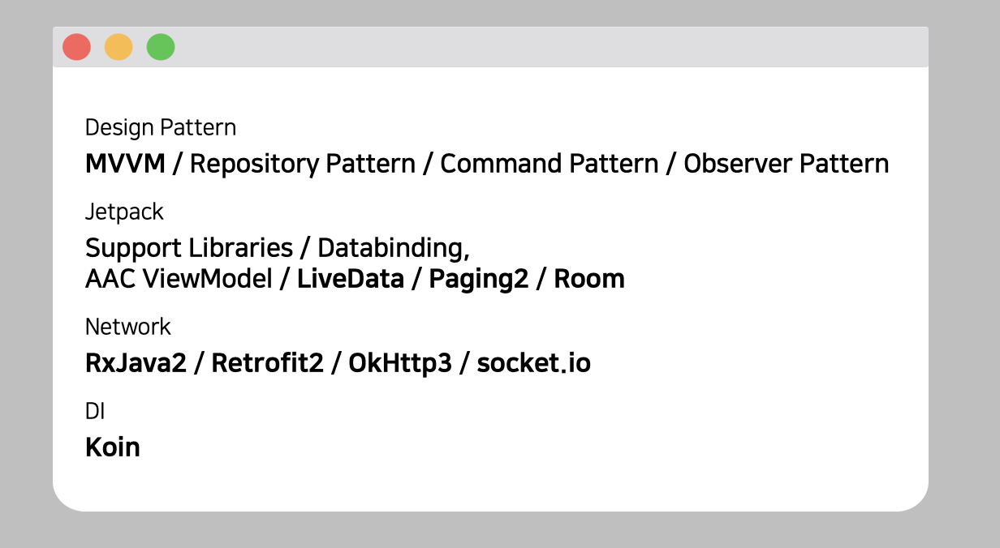 Design Pattern
MVVM / Repository Pattern / Command Pattern / Observer Pattern
Jetpack
Support Libraries / Databinding,
AAC ViewModel / LiveData / Paging2 / Room
Network
RxJava2 / Retrofit2 / OkHttp3 / socket.io
DI
Koin